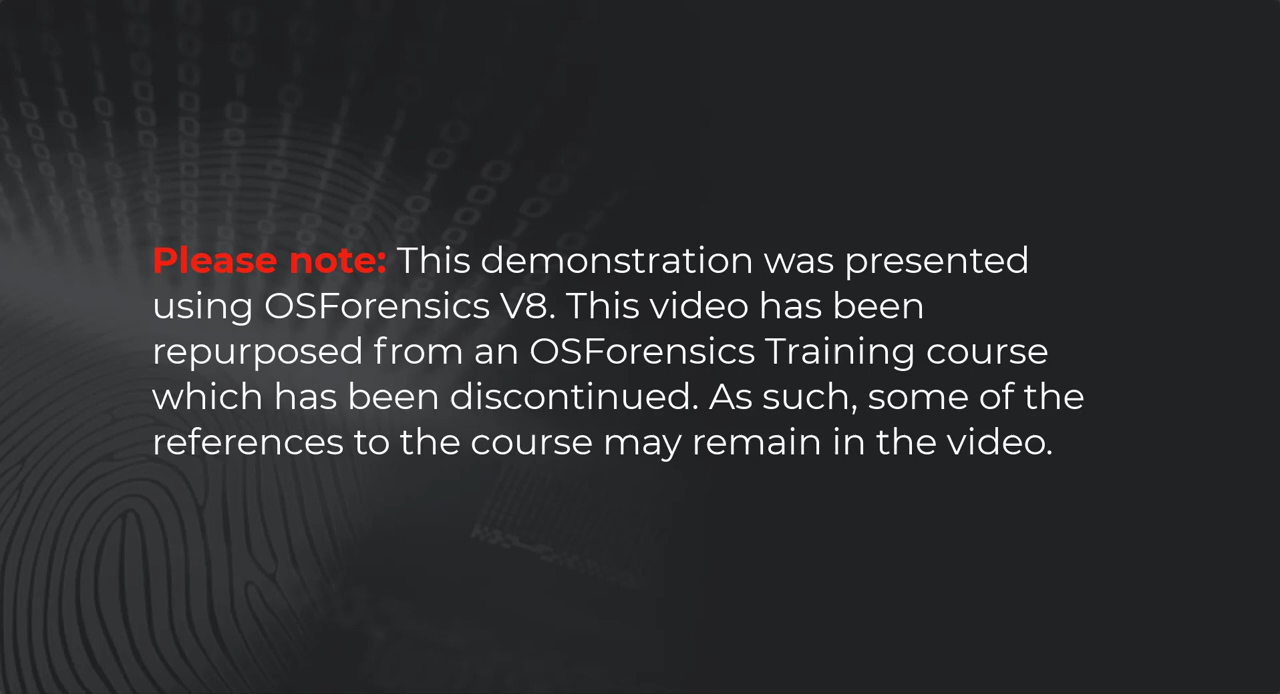 Please note: This demonstration was presented
using OSForensics V8. This video has been
repurposed from an OSForensics Training course
which has been discontinued. As such, some of the
references to the course may remain in the video.